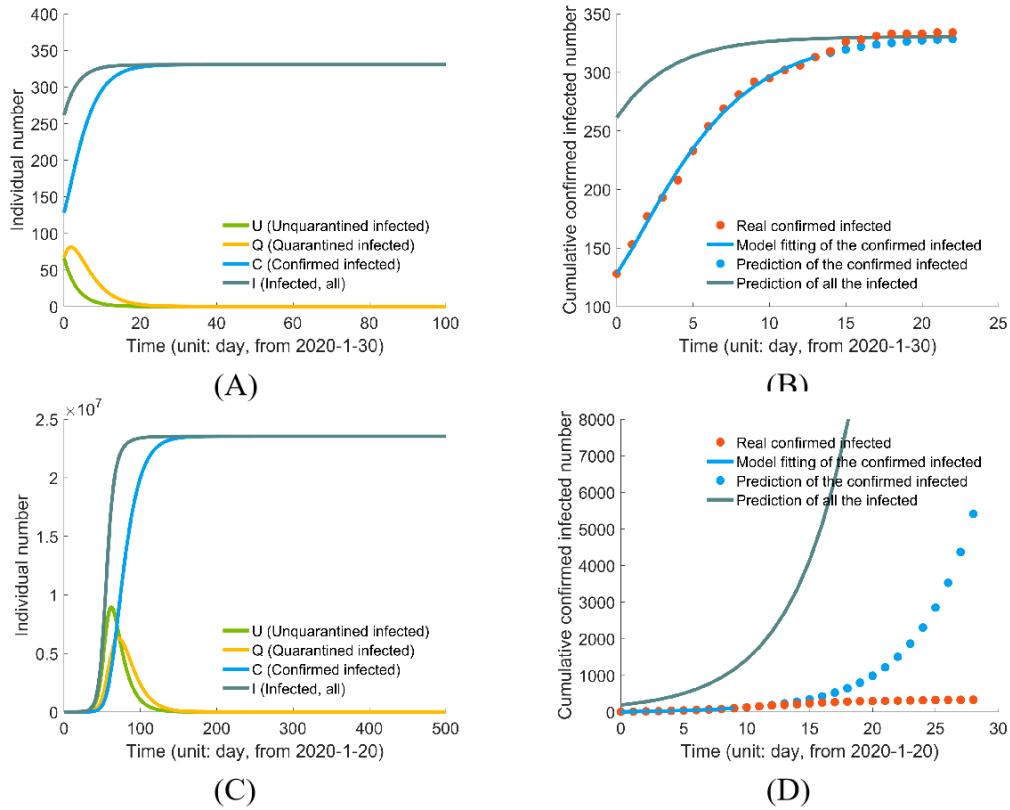 400
350
300
250
200
150
100
50
0
Individual number
U (Unquarantined infected)
Q (Quarantined infected)
C (Confirmed infected)
I (Infected, all)
0 20 40 60 80 100
Time (unit: day, from 2020-1-30)
(A)
350
300
250
200
150
100
Cumulative confirmed infected number
Real confirmed infected
Model fitting of the confirmed infected
Prediction of the confirmed infected
Prediction of all the infected
0 5 10 15 20 25
Time (unit: day, from 2020-1-30)
(B)
×10⁷
2.5
2
1.5
1
0.5
0
Individual number
U (Unquarantined infected)
Q (Quarantined infected)
C (Confirmed infected)
I (Infected, all)
0 100 200 300 400 500
Time (unit: day, from 2020-1-20)
(C)
8000
7000
6000
5000
4000
3000
2000
1000
0
Cumulative confirmed infected number
Real confirmed infected
Model fitting of the confirmed infected
Prediction of the confirmed infected
Prediction of all the infected
0 5 10 15 20 25 30
Time (unit: day, from 2020-1-20)
(D)